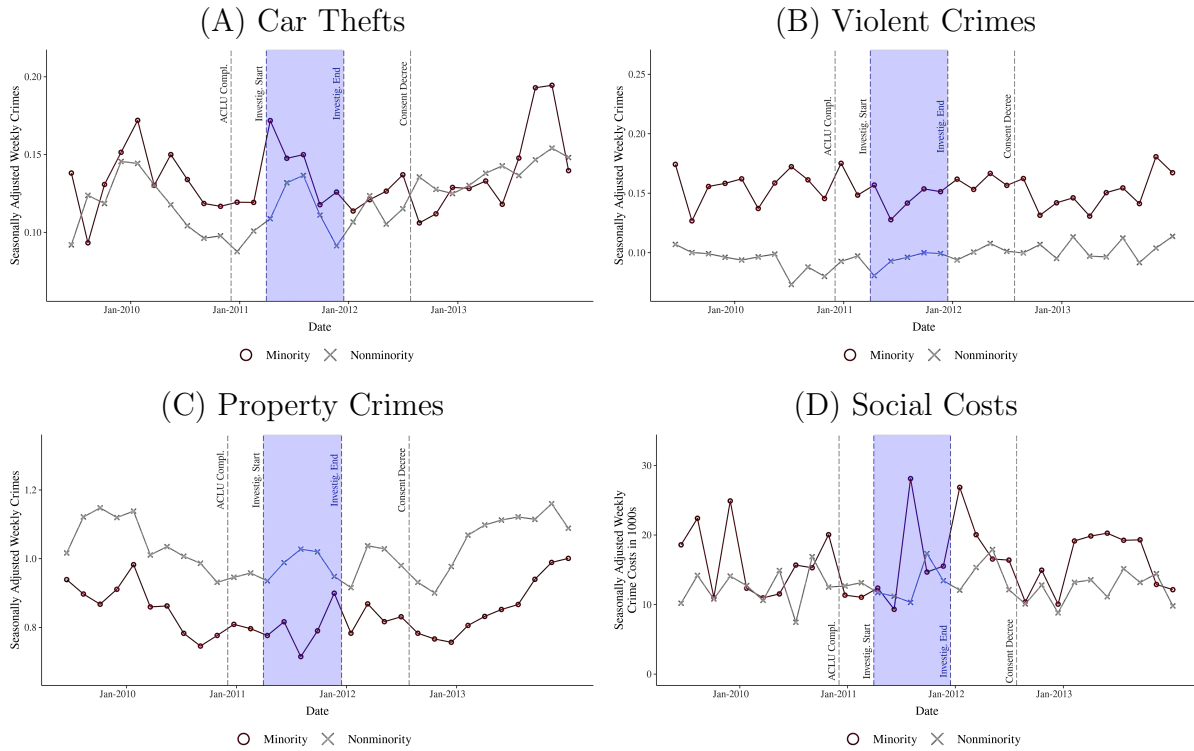 (A) Car Thefts
Seasonally Adjusted Weekly Crimes
0.20
0.15
0.10
ACLU Compl.
Investig. Start
Investig. End
Consent Decree
Jan-2010
Jan-2011
Jan-2012
Jan-2013
Date
Minority
Nonminority
(B) Violent Crimes
Seasonally Adjusted Weekly Crimes
0.25
0.20
0.15
0.10
ACLU Compl.
Investig. Start
Investig. End
Consent Decree
Jan-2010
Jan-2011
Jan-2012
Jan-2013
Date
Minority
Nonminority
(C) Property Crimes
Seasonally Adjusted Weekly Crimes
1.2
1.0
0.8
ACLU Compl.
Investig. Start
Investig. End
Consent Decree
Jan-2010
Jan-2011
Jan-2012
Jan-2013
Date
Minority
Nonminority
(D) Social Costs
Seasonally Adjusted Weekly
Crime Costs in 1000s
30
20
10
0
ACLU Compl.
Investig. Start
Investig. End
Consent Decree
Jan-2010
Jan-2011
Jan-2012
Jan-2013
Date
Minority
Nonminority